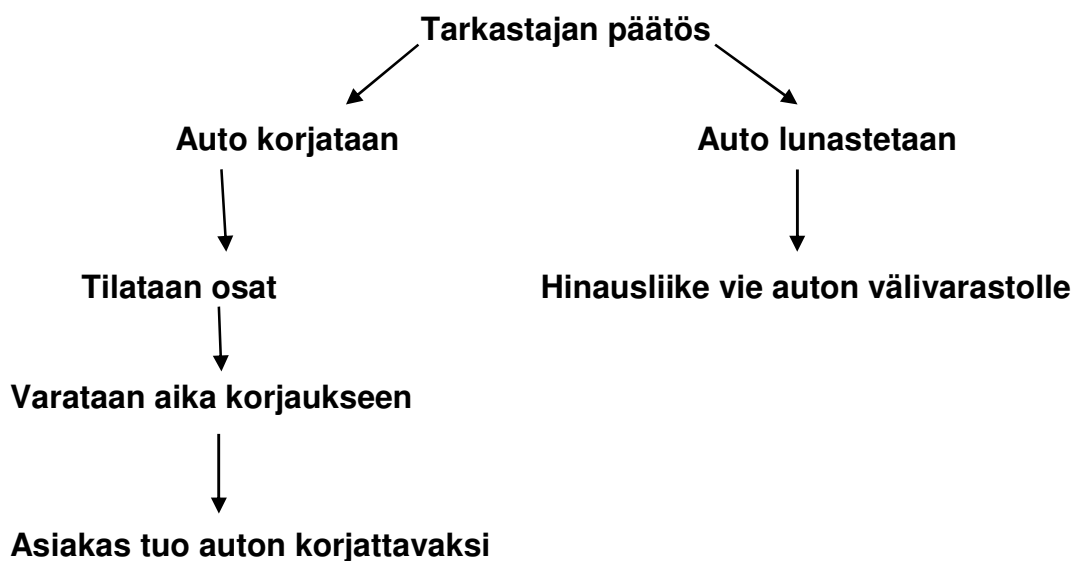 Tarkastajan päätös
Auto korjataan
Auto lunastetaan
Tilataan osat
Hinausliike vie auton välivarastolle
Varataan aika korjaukseen
Asiakas tuo auton korjattavaksi